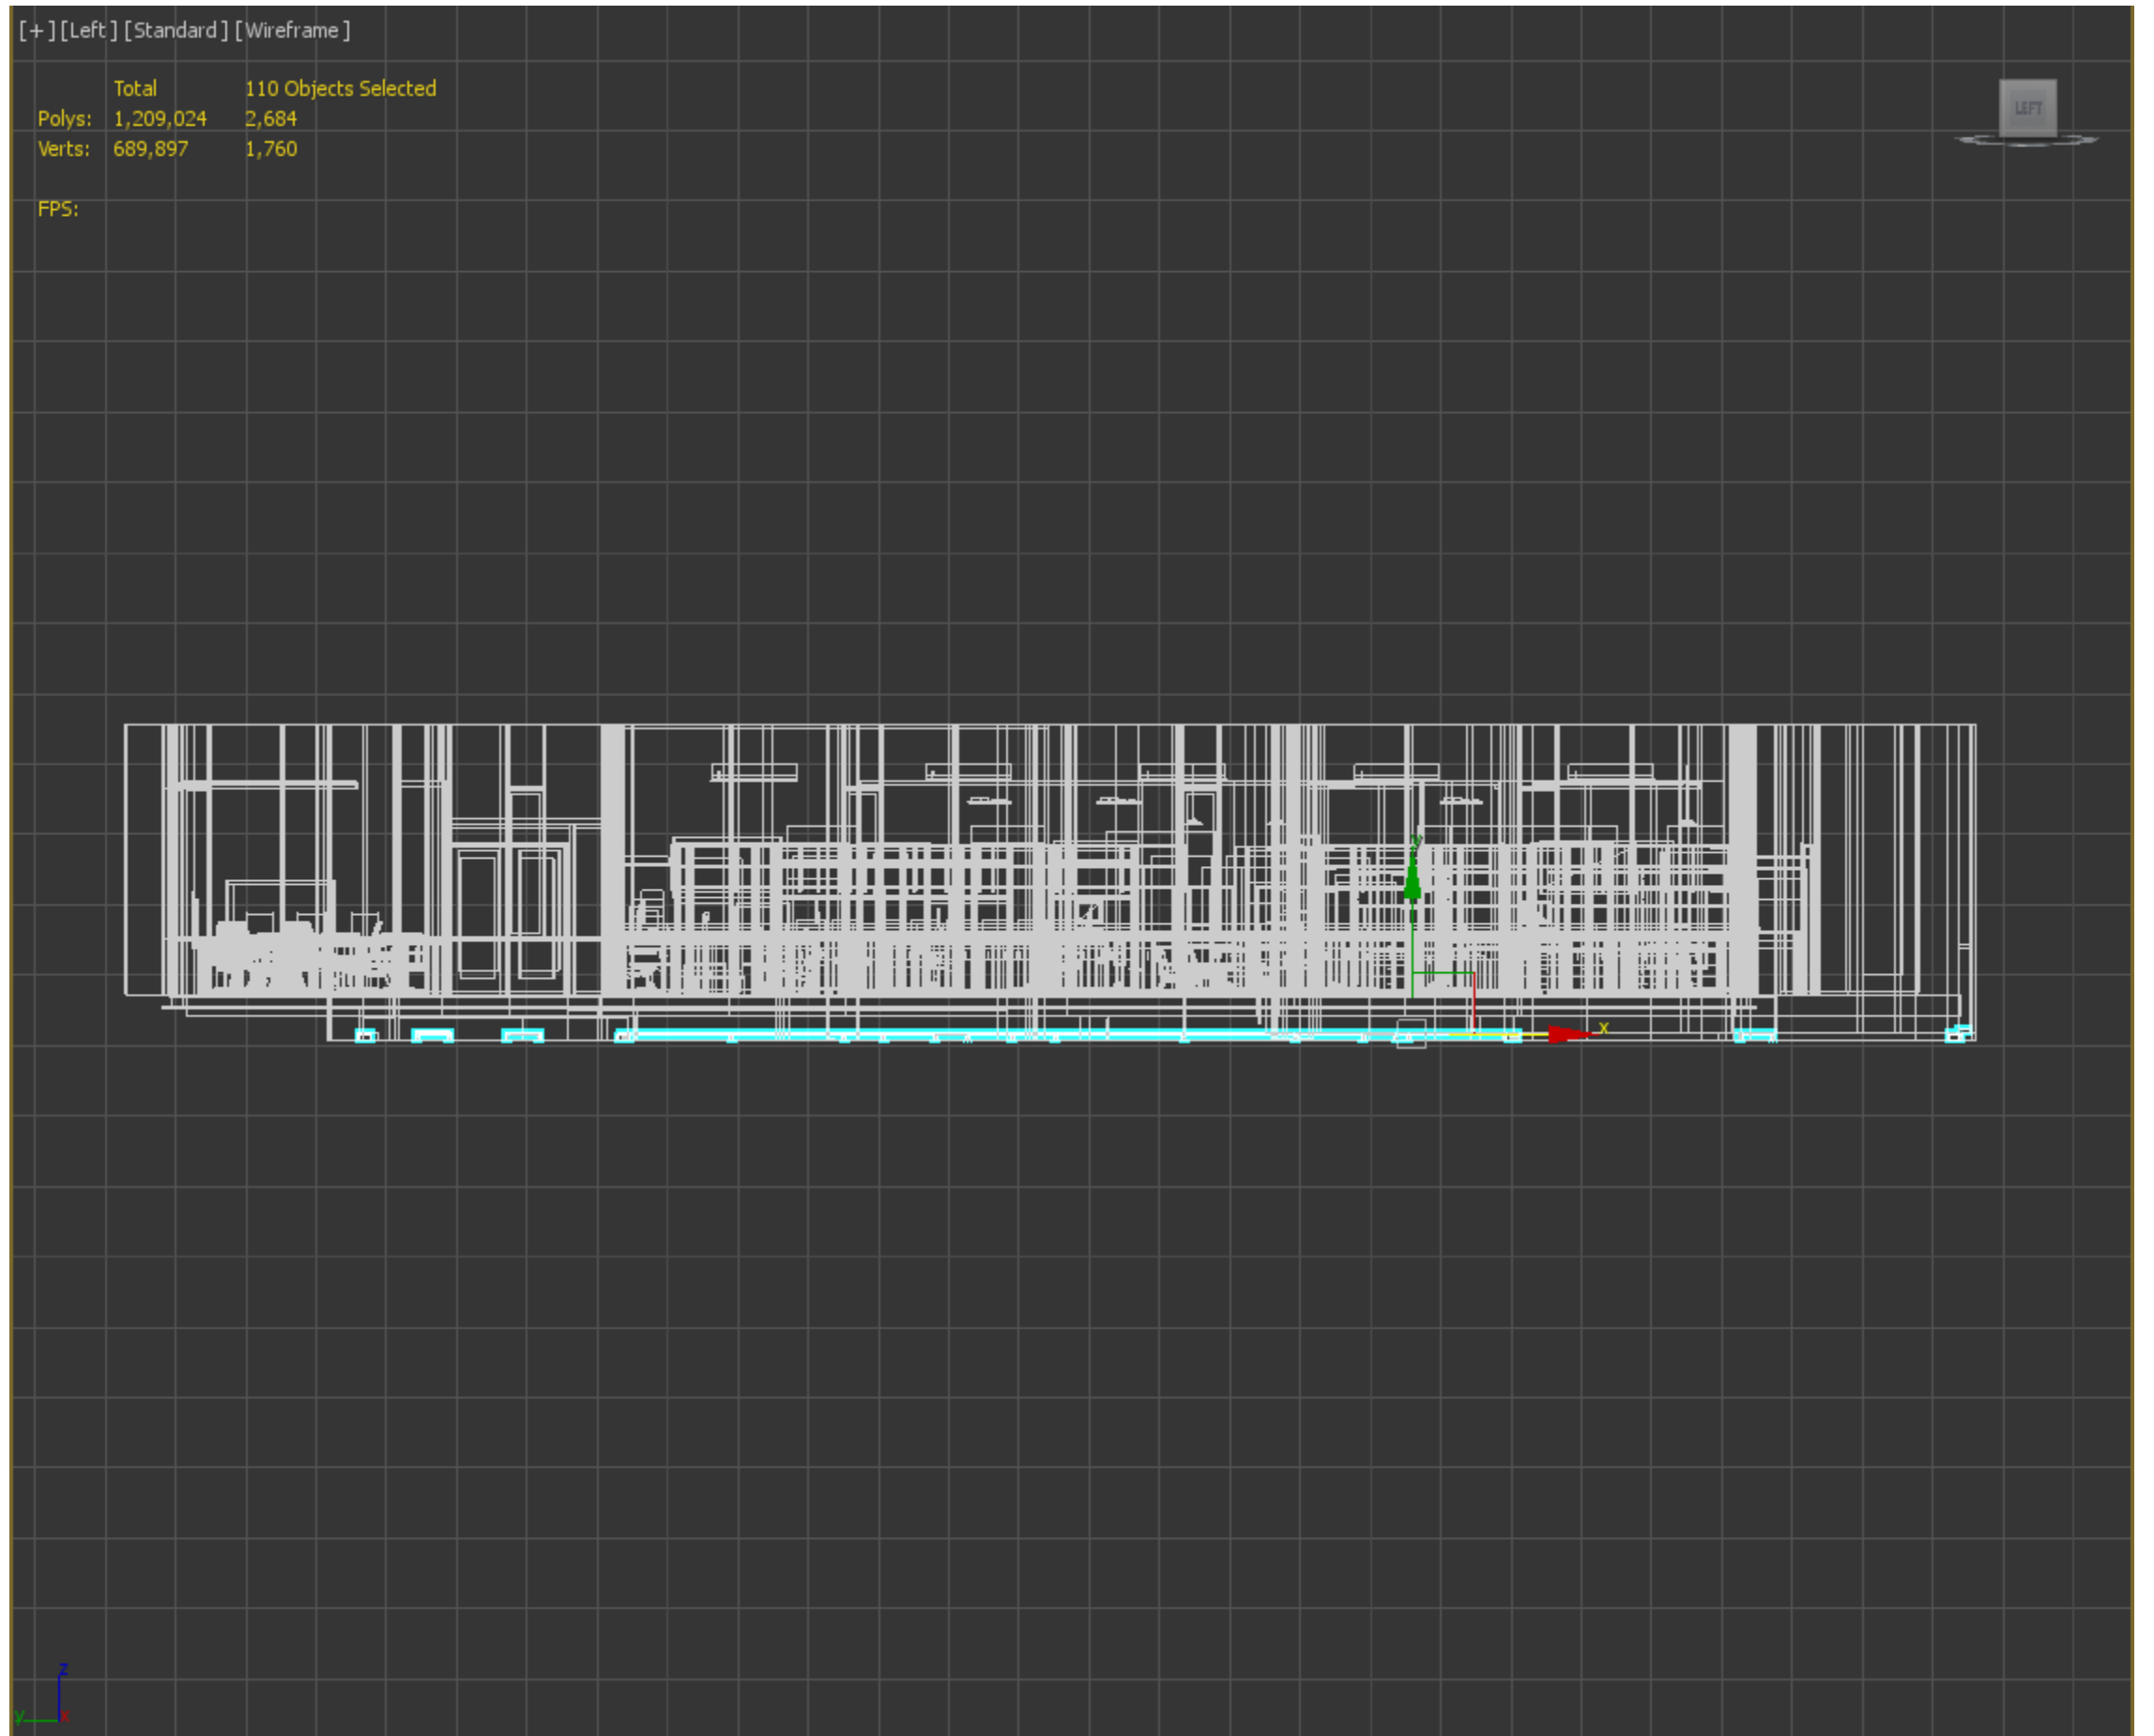 [+] [Left] [Standard] [Wireframe]
Total 110 Objects Selected
Polys: 1,209,024 2,684
Verts: 689,897 1,760
FPS:
LEFT
y
x
z
y x